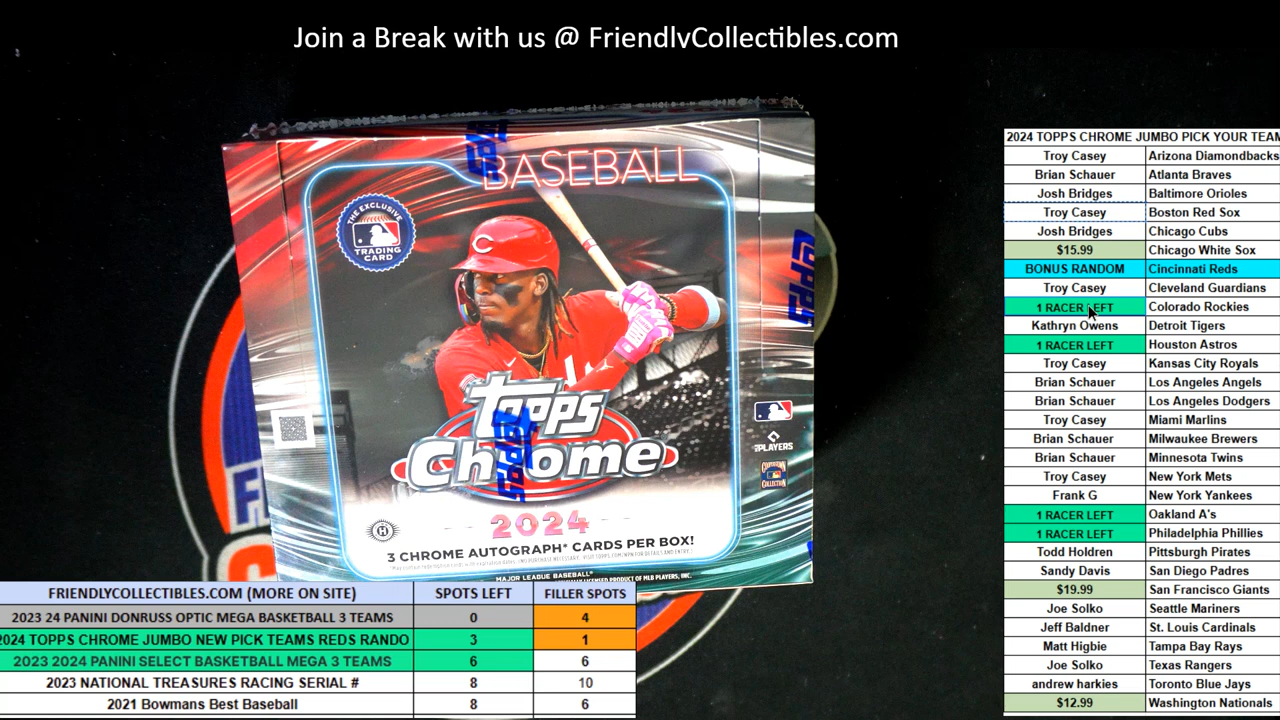 Join a Break with us @ FriendlyCollectibles.com
BASEBALL
THE EXCLUSIVE
TRADING
CARD
topps
topps
Topps
Chrome
topps
PLAYERS
2024
3 CHROME AUTOGRAPH* CARDS PER BOX!
MAJOR LEAGUE BASEBALL
FRIENDLYCOLLECTIBLES.COM (MORE ON SITE) SPOTS LEFT FILLER SPOTS
2023 24 PANINI DONRUSS OPTIC MEGA BASKETBALL 3 TEAMS 0 4
2024 TOPPS CHROME JUMBO NEW PICK TEAMS REDS RANDO 3 1
2023 2024 PANINI SELECT BASKETBALL MEGA 3 TEAMS 6 6
2023 NATIONAL TREASURES RACING SERIAL # 8 10
2021 Bowmans Best Baseball 8 6
2024 TOPPS CHROME JUMBO PICK YOUR TEAM
Troy Casey Arizona Diamondbacks
Brian Schauer Atlanta Braves
Josh Bridges Baltimore Orioles
Troy Casey Boston Red Sox
Josh Bridges Chicago Cubs
$15.99 Chicago White Sox
BONUS RANDOM Cincinnati Reds
Troy Casey Cleveland Guardians
1 RACER LEFT Colorado Rockies
Kathryn Owens Detroit Tigers
1 RACER LEFT Houston Astros
Troy Casey Kansas City Royals
Brian Schauer Los Angeles Angels
Brian Schauer Los Angeles Dodgers
Troy Casey Miami Marlins
Brian Schauer Milwaukee Brewers
Brian Schauer Minnesota Twins
Troy Casey New York Mets
Frank G New York Yankees
1 RACER LEFT Oakland A's
1 RACER LEFT Philadelphia Phillies
Todd Holdren Pittsburgh Pirates
Sandy Davis San Diego Padres
$19.99 San Francisco Giants
Joe Solko Seattle Mariners
Jeff Baldner St. Louis Cardinals
Matt Higbie Tampa Bay Rays
Joe Solko Texas Rangers
andrew harkies Toronto Blue Jays
$12.99 Washington Nationals